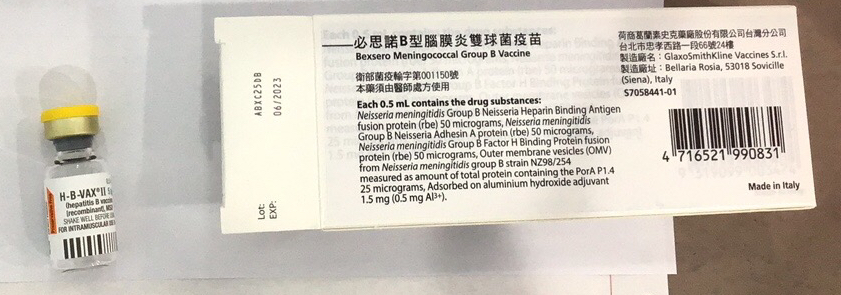 H-B-VAX® II 5
(hepatitis B vaccine
(recombinant), MSD
SHAKE WELL BEFORE
FOR INTRAMUSCULAR
Lot: ABXC25DB
EXP: 06/2023
必思諾B型腦膜炎雙球菌疫苗
Bexsero Meningococcal Group B Vaccine
衛部菌疫輸字第001150號
本藥須由醫師處方使用
Each 0.5 mL contains the drug substances:
Neisseria meningitidis Group B Neisseria Heparin Binding Antigen
fusion protein (rbe) 50 micrograms, Neisseria meningitidis
Group B Neisseria Adhesin A protein (rbe) 50 micrograms,
Neisseria meningitidis Group B Factor H Binding Protein fusion
protein (rbe) 50 micrograms, Outer membrane vesicles (OMV)
from Neisseria meningitidis group B strain NZ98/254
measured as amount of total protein containing the PorA P1.4
25 micrograms, Adsorbed on aluminium hydroxide adjuvant
1.5 mg (0.5 mg Al³⁺).
荷商葛蘭素史克藥廠股份有限公司台灣分公司
台北市忠孝西路一段66號24樓
製造廠名：GlaxoSmithKline Vaccines S.r.l.
製造廠址：Bellaria Rosia, 53018 Sovicille
(Siena), Italy
S7058441-01
4 716521 990831
Made in Italy